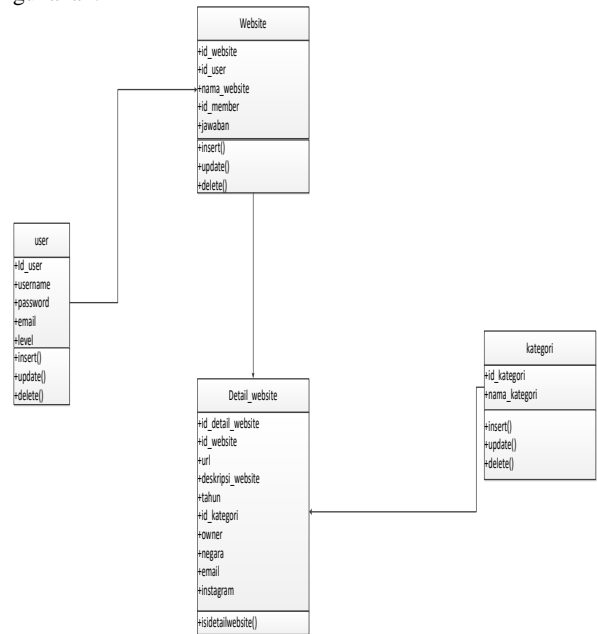 Website
+id_website
+id_user
+nama_website
+id_member
+jawaban
+insert()
+update()
+delete()
user
+Id_user
+username
+password
+email
+level
+insert()
+update()
+delete()
Detail_website
+id_detail_website
+id_website
+url
+deskripsi_website
+tahun
+id_kategori
+owner
+negara
+email
+instagram
+isidetailwebsite()
kategori
+id_kategori
+nama_kategori
+insert()
+update()
+delete()